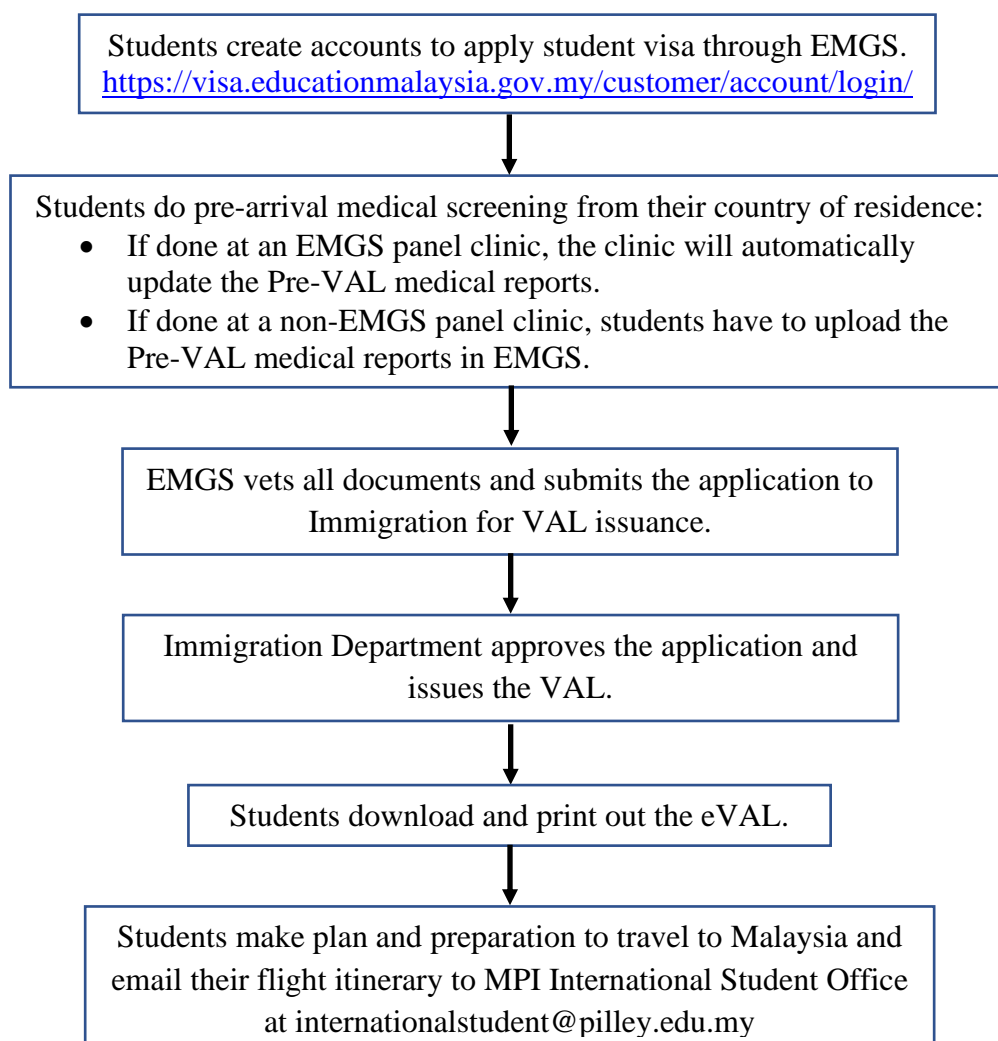 Students create accounts to apply student visa through EMGS.
https://visa.educationmalaysia.gov.my/customer/account/login/
Students do pre-arrival medical screening from their country of residence:
• If done at an EMGS panel clinic, the clinic will automatically
update the Pre-VAL medical reports.
• If done at a non-EMGS panel clinic, students have to upload the
Pre-VAL medical reports in EMGS.
EMGS vets all documents and submits the application to
Immigration for VAL issuance.
Immigration Department approves the application and
issues the VAL.
Students download and print out the eVAL.
Students make plan and preparation to travel to Malaysia and
email their flight itinerary to MPI International Student Office
at internationalstudent@pilley.edu.my